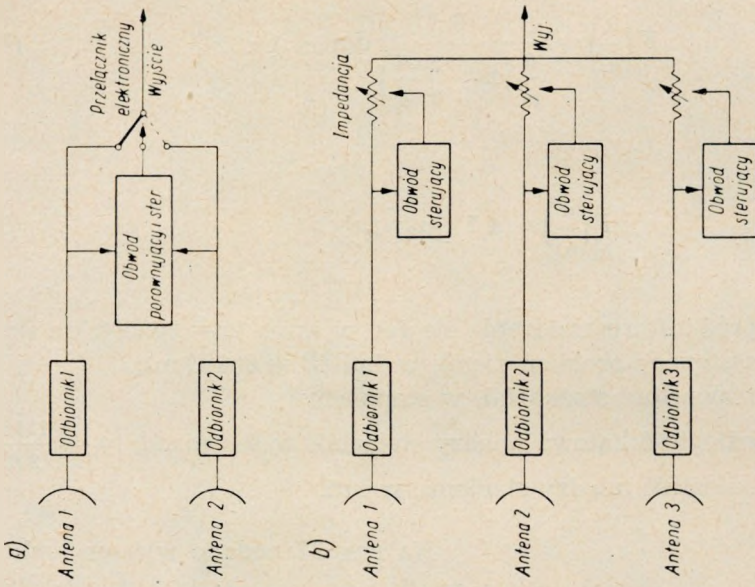 a)
Antena 1
Odbiornik 1
Obwód
porównujący i ster
Przełącznik
elektroniczny
Wyjście
Antena 2
Odbiornik 2
b)
Antena 1
Odbiornik 1
Obwód
sterujący
Impedancja
Antena 2
Odbiornik 2
Obwód
sterujący
Wyj.
Antena 3
Odbiornik 3
Obwód
sterujący